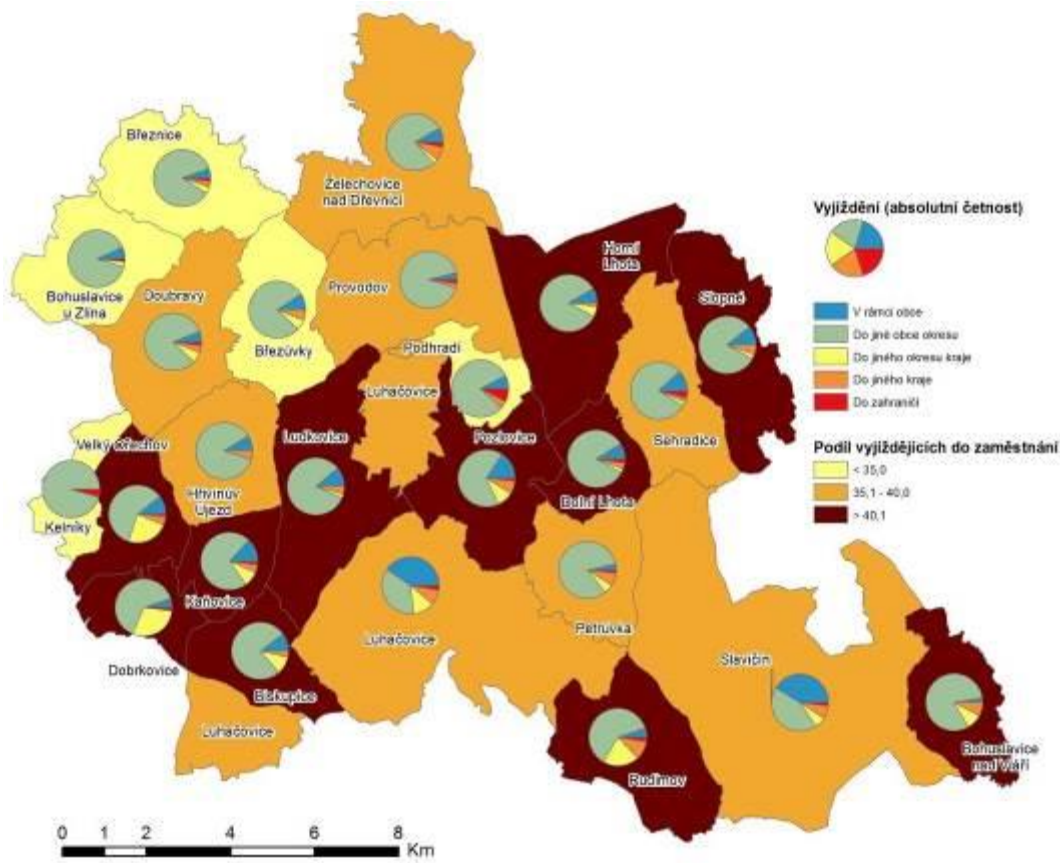 Březnice
Želechovice
nad Dřevnicí
Vyjíždění (absolutní četnost)
Horní
Lhota
Slopné
Bohuslavice
u Zlína
Doubravy
Provodov
Březůvky
Podhradí
Luhačovice
V rámci obce
Do jiné obce okresu
Do jiného okresu kraje
Do jiného kraje
Do zahraničí
Velký Ořechov
Ludkovice
Pozlovice
Sehradice
Podíl vyjíždějících do zaměstnání
< 35,0
35,1 - 40,0
> 40,1
Kelníky
Hřivínův
Újezd
Dolní Lhota
Kaňovice
Luhačovice
Petrůvka
Slavičín
Dobrkovice
Biskupice
Luhačovice
Rudimov
Bohuslavice
nad Vláří
0 1 2 4 6 8
Km